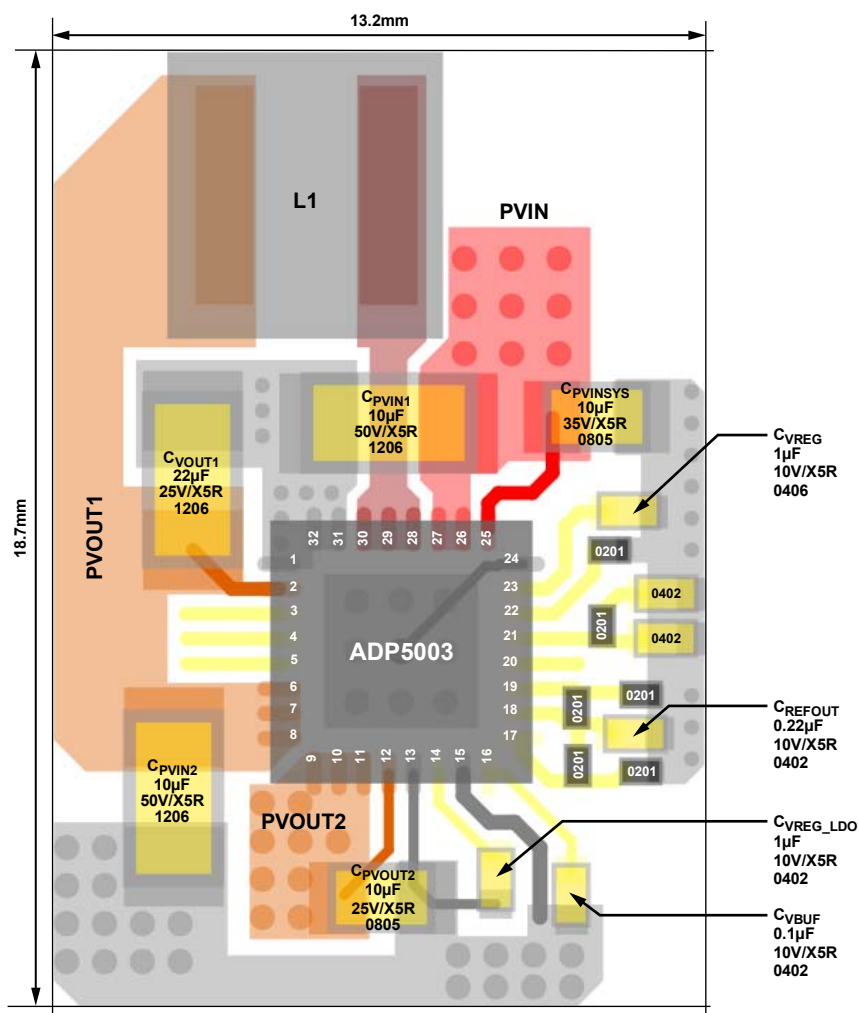 13.2mm
18.7mm
L1
PVIN
PVOUT1
CPVIN1
10µF
50V/X5R
1206
CPVINSYS
10µF
35V/X5R
0805
CVOUT1
22µF
25V/X5R
1206
CVREG
1µF
10V/X5R
0406
32 31 30 29 28 27 26 25
1
2
3
4
5
6
7
8
24
23
22
21
20
19
18
17
ADP5003
0201
0402
0201
0402
0201
0201
0201
0201
CREFOUT
0.22µF
10V/X5R
0402
9 10 11 12 13 14 15 16
CPVIN2
10µF
50V/X5R
1206
PVOUT2
CPVOUT2
10µF
25V/X5R
0805
CVREG_LDO
1µF
10V/X5R
0402
CVBUF
0.1µF
10V/X5R
0402